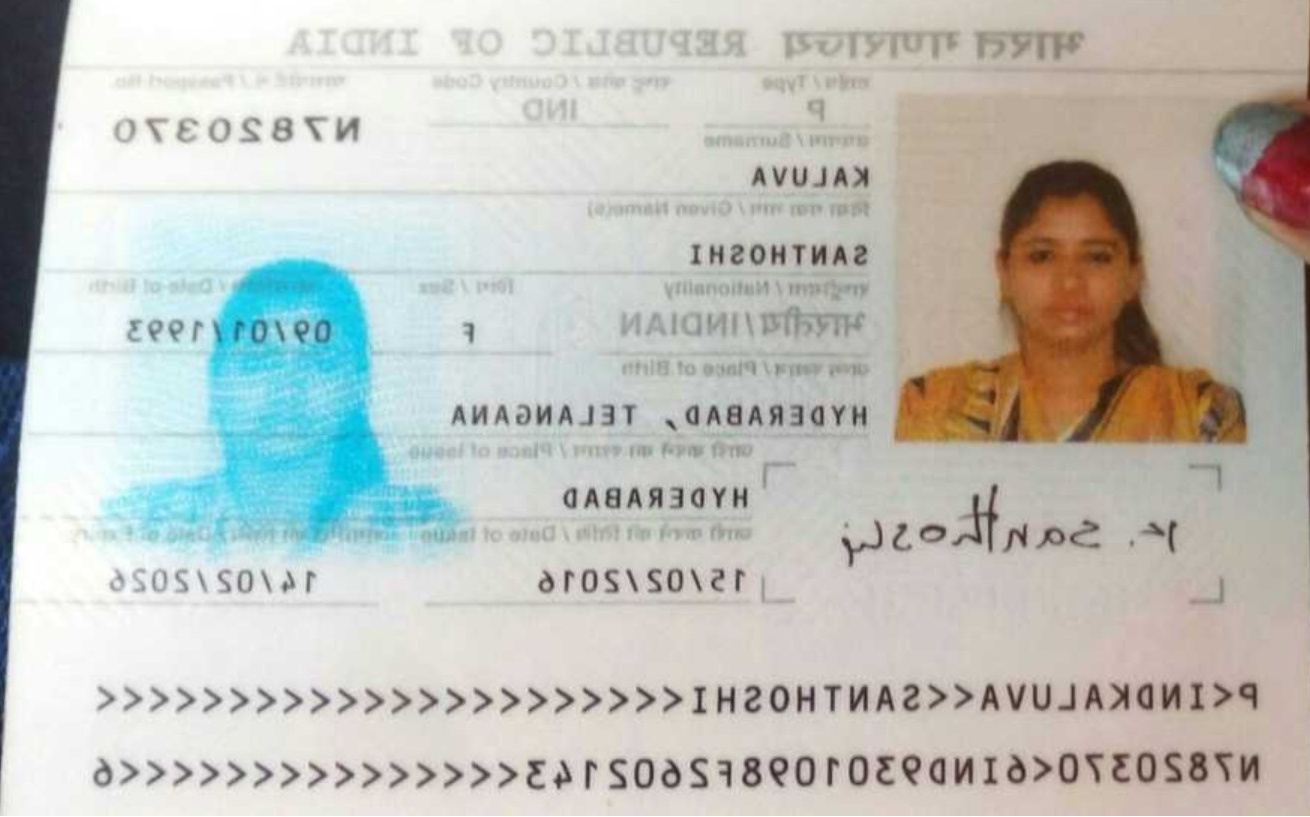 भारत गणराज्य REPUBLIC OF INDIA
टाईप / Type राष्ट्र कोड / Country Code पासपोर्ट नं. / Passport No.
P IND N7820370
उपनाम / Surname
KALUVA
दिया गया नाम / Given Name(s)
SANTHOSHI
राष्ट्रीयता / Nationality लिंग / Sex जन्मतिथि / Date of Birth
भारतीय/INDIAN F 09/01/1993
जन्म स्थान / Place of Birth
HYDERABAD, TELANGANA
जारी करने का स्थान / Place of Issue
HYDERABAD
जारी करने की तिथि / Date of Issue समाप्ति की तिथि / Date of Expiry
15/02/2016 14/02/2026
K. Santhoshi
P<INDKALUVA<<SANTHOSHI<<<<<<<<<<<<<<<<<<<<<<
N7820370<6IND9301098F2602143<<<<<<<<<<<<<<<6